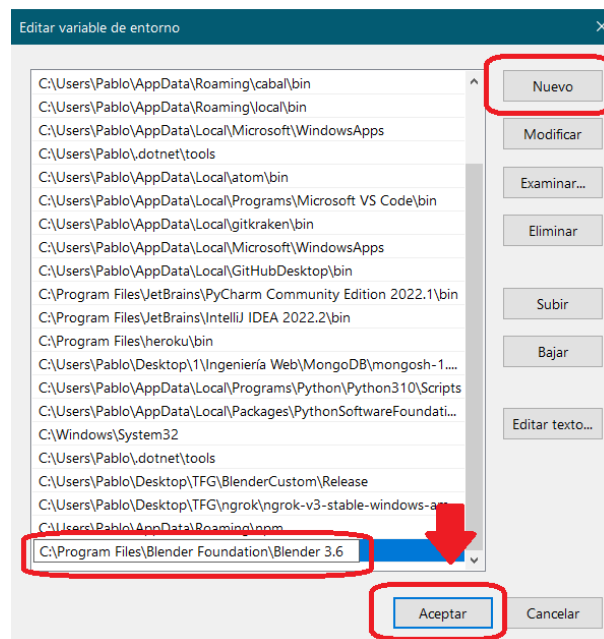 Editar variable de entorno
C:\Users\Pablo\AppData\Roaming\cabal\bin
C:\Users\Pablo\AppData\Roaming\local\bin
C:\Users\Pablo\AppData\Local\Microsoft\WindowsApps
C:\Users\Pablo\.dotnet\tools
C:\Users\Pablo\AppData\Local\atom\bin
C:\Users\Pablo\AppData\Local\Programs\Microsoft VS Code\bin
C:\Users\Pablo\AppData\Local\gitkraken\bin
C:\Users\Pablo\AppData\Local\Microsoft\WindowsApps
C:\Users\Pablo\AppData\Local\GitHubDesktop\bin
C:\Program Files\JetBrains\PyCharm Community Edition 2022.1\bin
C:\Program Files\JetBrains\IntelliJ IDEA 2022.2\bin
C:\Program Files\heroku\bin
C:\Users\Pablo\Desktop\1\Ingeniería Web\MongoDB\mongosh-1....
C:\Users\Pablo\AppData\Local\Programs\Python\Python310\Scripts
C:\Users\Pablo\AppData\Local\Packages\PythonSoftwareFoundati...
C:\Windows\System32
C:\Users\Pablo\.dotnet\tools
C:\Users\Pablo\Desktop\TFG\BlenderCustom\Release
C:\Users\Pablo\Desktop\TFG\ngrok\ngrok-v3-stable-windows-am
C:\Users\Pablo\AppData\Roaming\npm
C:\Program Files\Blender Foundation\Blender 3.6
Nuevo
Modificar
Examinar...
Eliminar
Subir
Bajar
Editar texto...
Aceptar
Cancelar